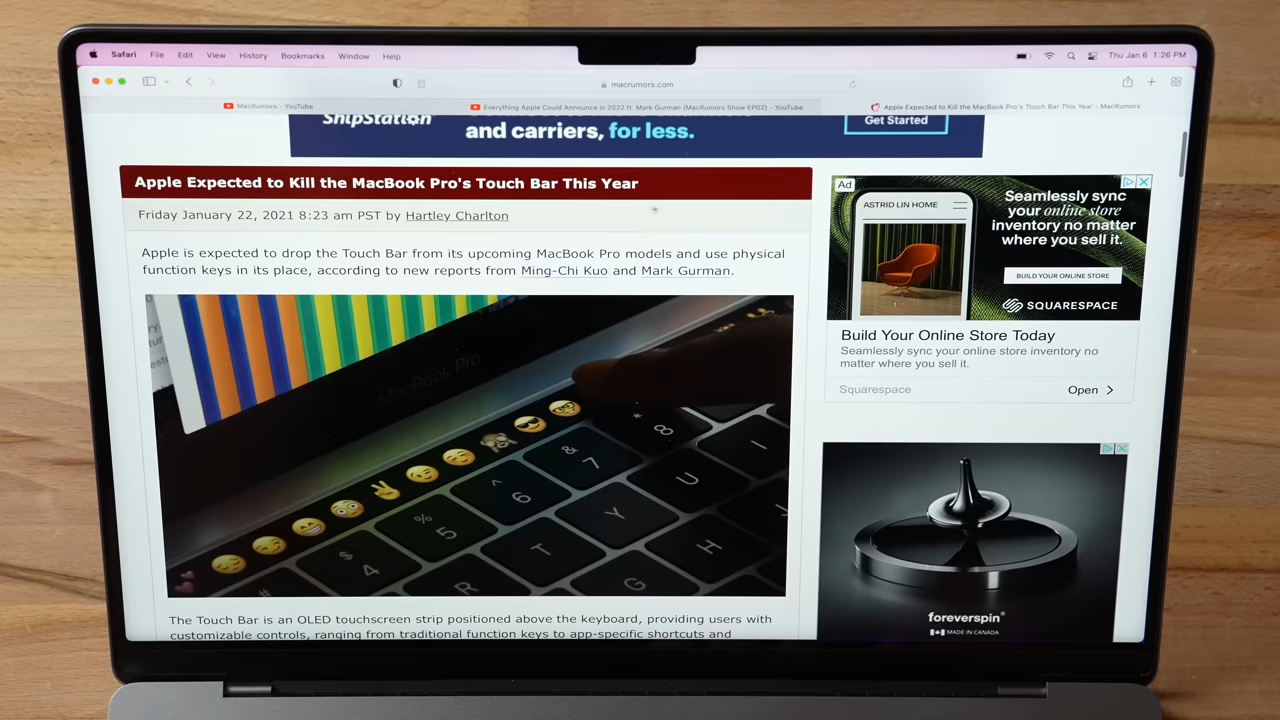 Safari File Edit View History Bookmarks Window Help Thu Jan 6 1:26 PM
macrumors.com
MacRumors - YouTube
Everything Apple Could Announce in 2022 ft. Mark Gurman (MacRumors Show EP02) - YouTube
Apple Expected to Kill the MacBook Pro's Touch Bar This Year - MacRumors
ShipStation
and carriers, for less.
Get Started
Apple Expected to Kill the MacBook Pro's Touch Bar This Year
Friday January 22, 2021 8:23 am PST by Hartley Charlton
Apple is expected to drop the Touch Bar from its upcoming MacBook Pro models and use physical
function keys in its place, according to new reports from Ming-Chi Kuo and Mark Gurman.
MacBook Pro
* 8
& 7
^ 6
% 5
$ 4
I
U
Y
T
R
H
G
The Touch Bar is an OLED touchscreen strip positioned above the keyboard, providing users with
customizable controls, ranging from traditional function keys to app-specific shortcuts and
Ad
ASTRID LIN HOME
Seamlessly sync
your online store
inventory no matter
where you sell it.
BUILD YOUR ONLINE STORE
SQUARESPACE
Build Your Online Store Today
Seamlessly sync your online store inventory no
matter where you sell it.
Squarespace
Open
foreverspin®
MADE IN CANADA